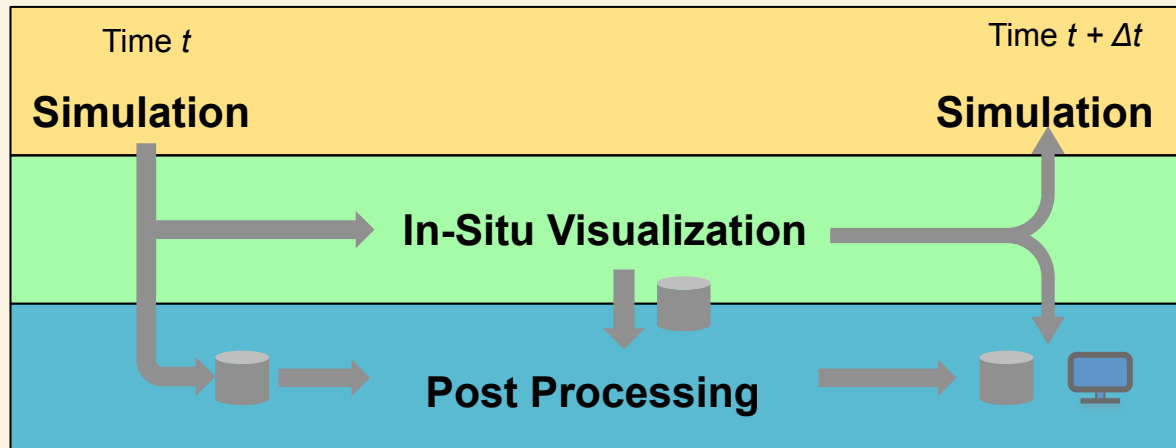 Time t
Time t + Δt
Simulation
Simulation
In-Situ Visualization
Post Processing